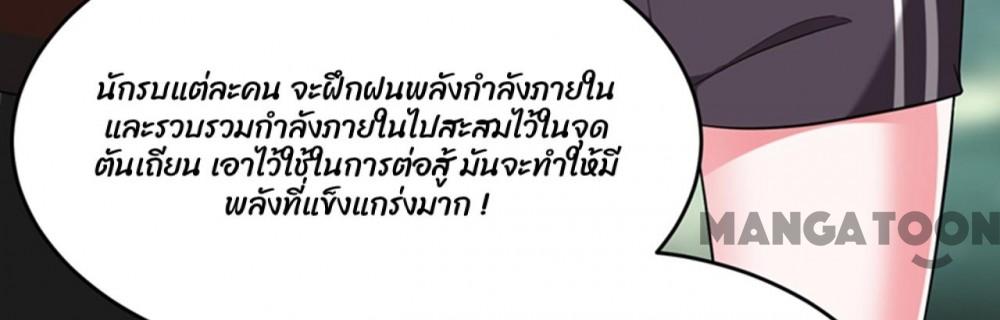 นักรบแต่ละคน จะฝึกฝนพลังกำลังภายใน
และรวบรวมกำลังภายในไปสะสมไว้ในจุด
ตันเถียน เอาไว้ใช้ในการต่อสู้ มันจะทำให้มี
พลังที่แข็งแกร่งมาก !
MANGATOON